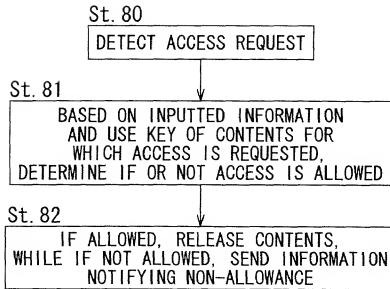 St. 80
DETECT ACCESS REQUEST
St. 81
BASED ON INPUTTED INFORMATION
AND USE KEY OF CONTENTS FOR
WHICH ACCESS IS REQUESTED,
DETERMINE IF OR NOT ACCESS IS ALLOWED
St. 82
IF ALLOWED, RELEASE CONTENTS,
WHILE IF NOT ALLOWED, SEND INFORMATION
NOTIFYING NON-ALLOWANCE